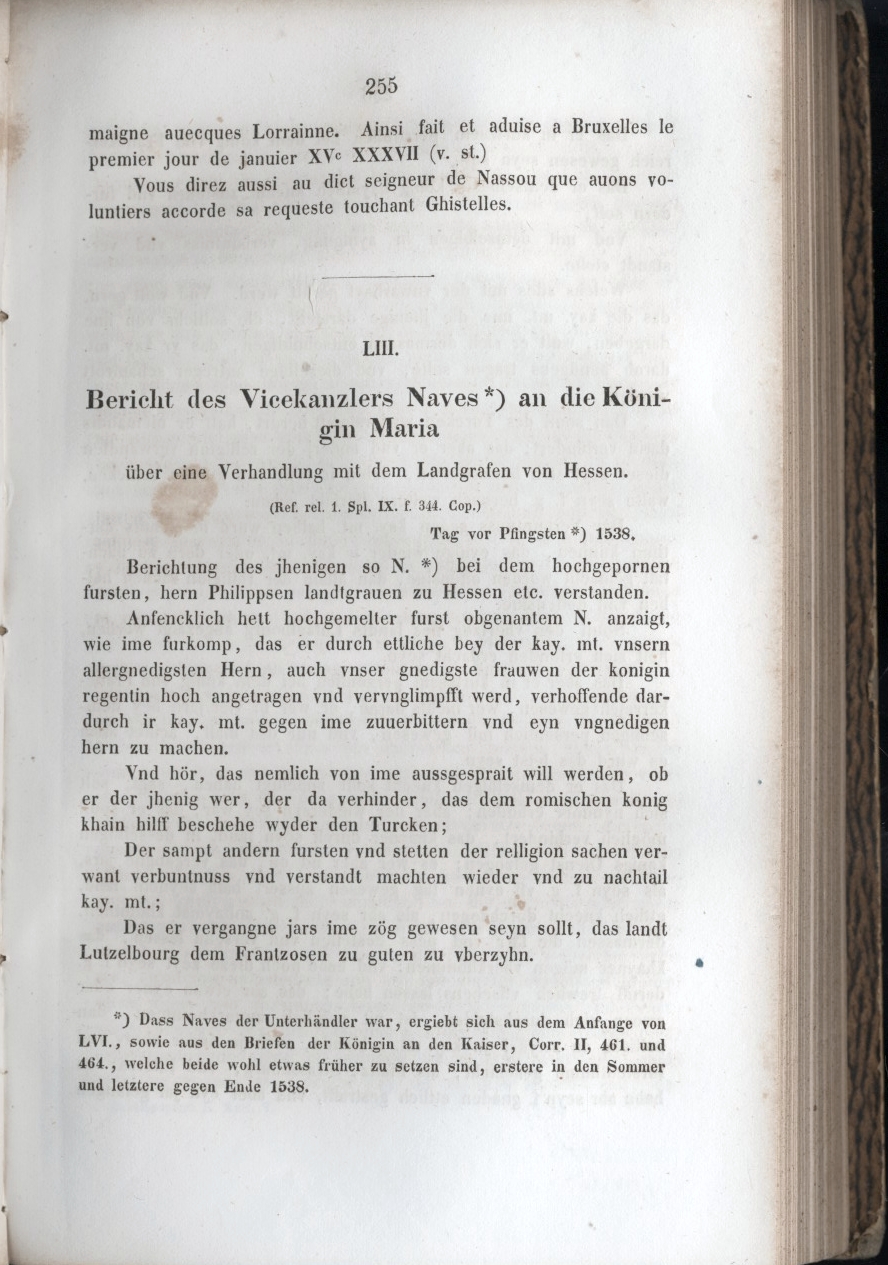 255
maigne auecques Lorrainne. Ainsi fait et aduise a Bruxelles le
premier jour de januier XVc XXXVII (v. st.)
Vous direz aussi au dict seigneur de Nassou que auons vo-
luntiers accorde sa requeste touchant Ghistelles.
LIII.
Bericht des Vicekanzlers Naves *) an die Köni-
gin Maria
über eine Verhandlung mit dem Landgrafen von Hessen.
(Ref. rel. 1. Spl. IX. f. 344. Cop.)
Tag vor Pfingsten *) 1538.
Berichtung des jhenigen so N. *) bei dem hochgepornen
fursten, hern Philippsen landtgrauen zu Hessen etc. verstanden.
Anfencklich hett hochgemelter furst obgenantem N. anzaigt,
wie ime furkomp, das er durch ettliche bey der kay. mt. vnsern
allergnedigsten Hern, auch vnser gnedigste frauwen der konigin
regentin hoch angetragen vnd vervnglimpfft werd, verhoffende dar-
durch ir kay. mt. gegen ime zuuerbittern vnd eyn vngnedigen
hern zu machen.
Vnd hör, das nemlich von ime aussgesprait will werden, ob
er der jhenig wer, der da verhinder, das dem romischen konig
khain hilff beschehe wyder den Turcken;
Der sampt andern fursten vnd stetten der relligion sachen ver-
want verbuntnuss vnd verstandt machten wieder vnd zu nachtail
kay. mt.;
Das er vergangne jars ime zög gewesen seyn sollt, das landt
Lutzelbourg dem Frantzosen zu guten zu vberzyhn.
*) Dass Naves der Unterhändler war, ergiebt sich aus dem Anfange von
LVI., sowie aus den Briefen der Königin an den Kaiser, Corr. II, 461. und
464., welche beide wohl etwas früher zu setzen sind, erstere in den Sommer
und letztere gegen Ende 1538.